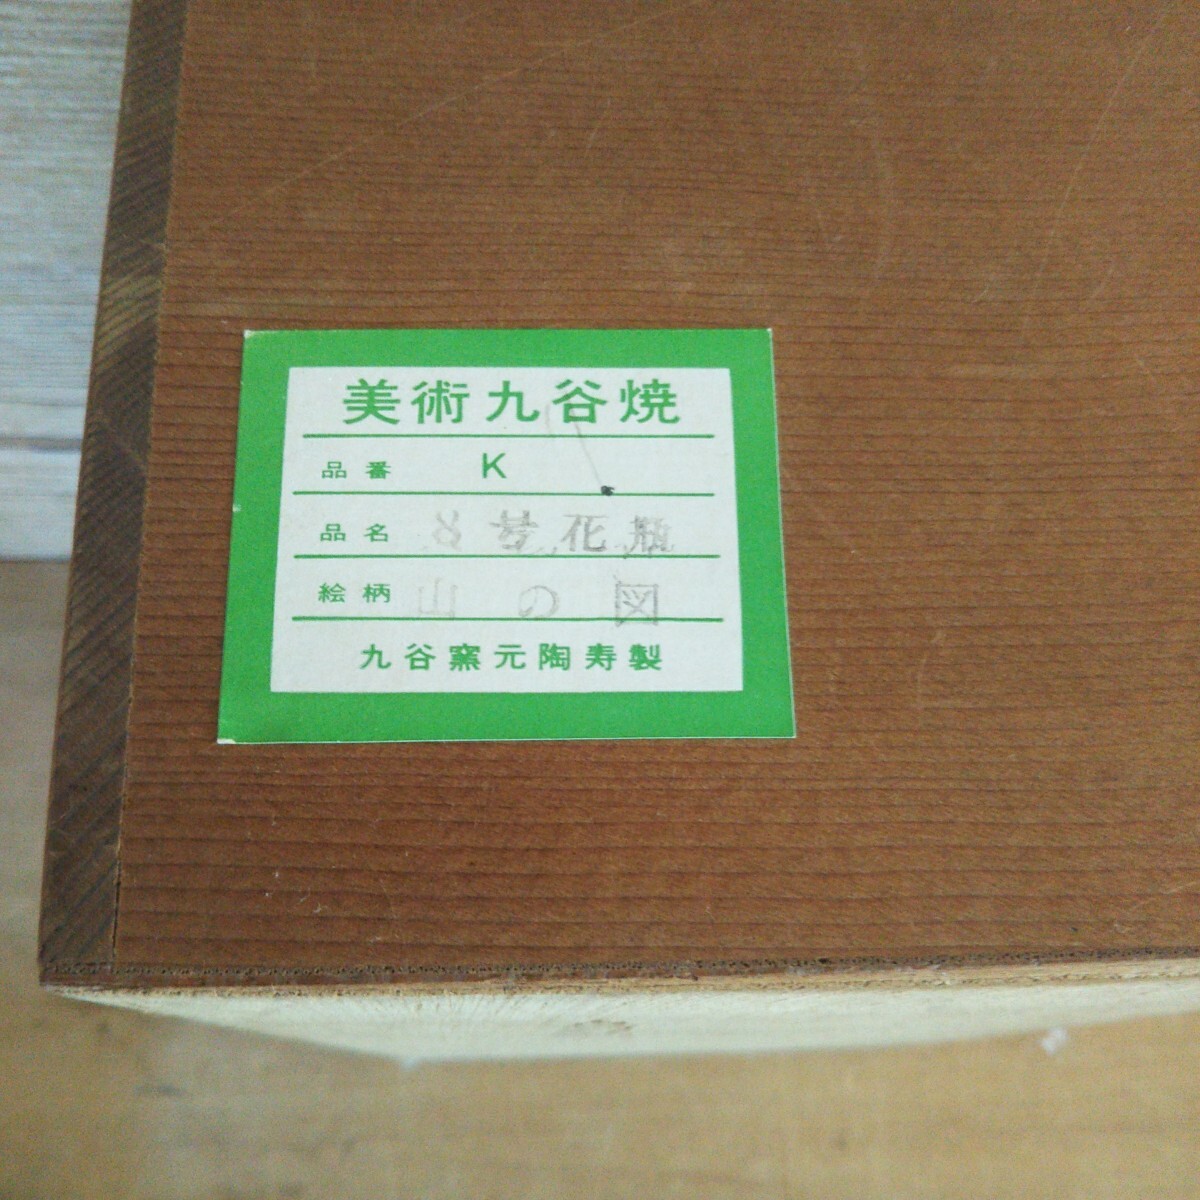 美術九谷焼
品番 K
品名 8号花瓶
絵柄 山の図
九谷窯元陶寿製